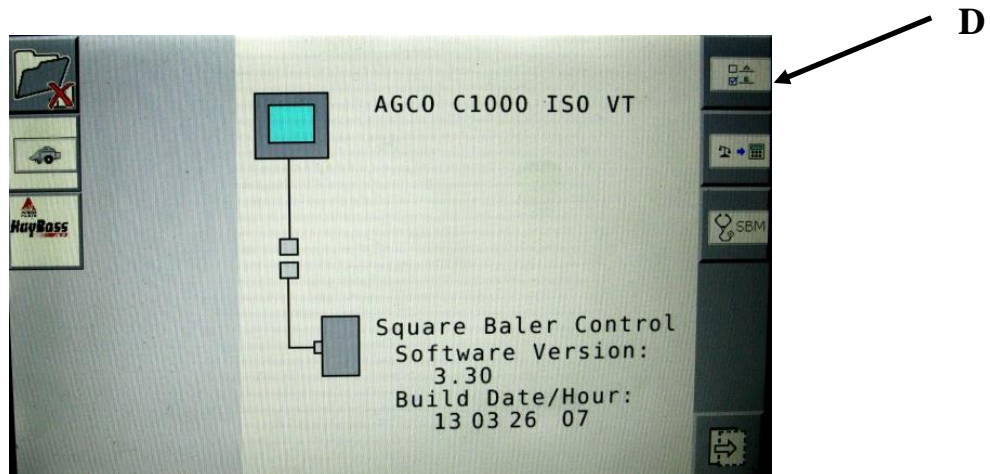 D
AGCO C1000 ISO VT
A
B
HayBoss
SBM
Square Baler Control
Software Version:
3.30
Build Date/Hour:
13 03 26 07